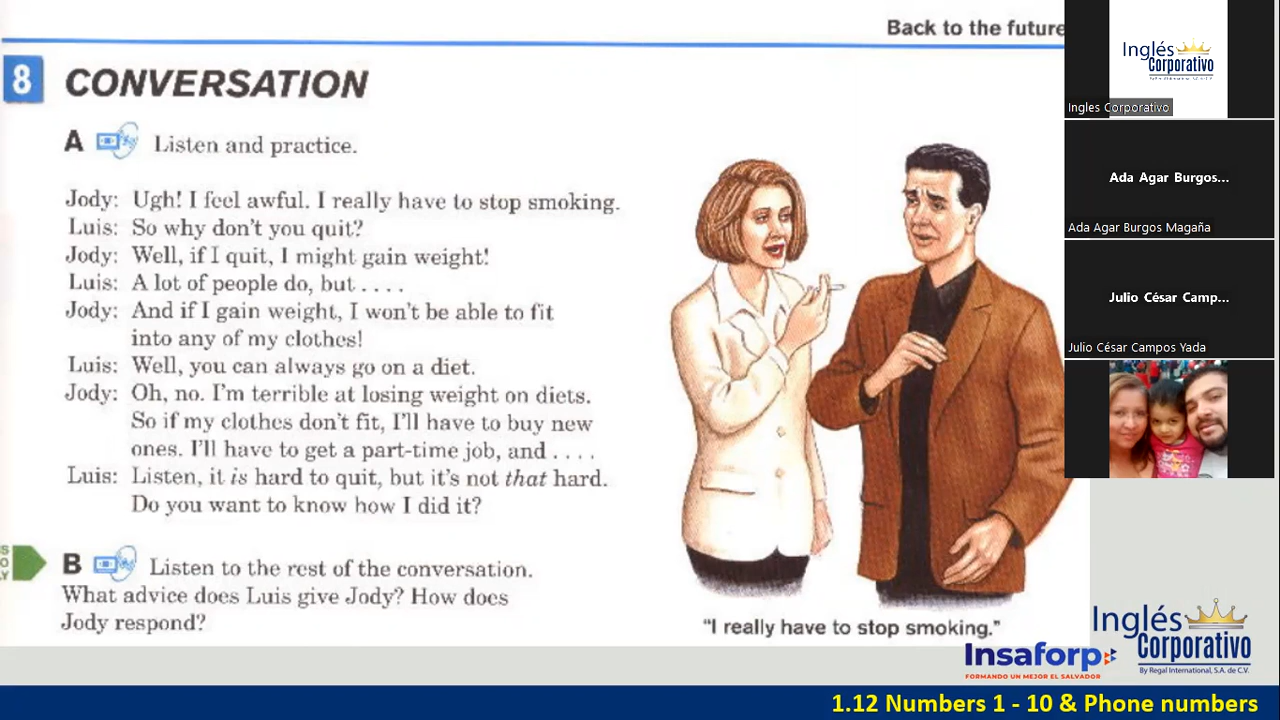 Back to the future
8 CONVERSATION
A Listen and practice.
Jody: Ugh! I feel awful. I really have to stop smoking.
Luis: So why don't you quit?
Jody: Well, if I quit, I might gain weight!
Luis: A lot of people do, but . . . .
Jody: And if I gain weight, I won't be able to fit
into any of my clothes!
Luis: Well, you can always go on a diet.
Jody: Oh, no. I'm terrible at losing weight on diets.
So if my clothes don't fit, I'll have to buy new
ones. I'll have to get a part-time job, and . . . .
Luis: Listen, it is hard to quit, but it's not that hard.
Do you want to know how I did it?
B Listen to the rest of the conversation.
What advice does Luis give Jody? How does
Jody respond?
"I really have to stop smoking."
Inglés
Corporativo
Ingles Corporativo
Ada Agar Burgos...
Ada Agar Burgos Magaña
Julio César Camp...
Julio César Campos Yada
Insaforp
FORMANDO UN MEJOR EL SALVADOR
Inglés
Corporativo
By Regal International, S.A. de C.V.
1.12 Numbers 1 - 10 & Phone numbers